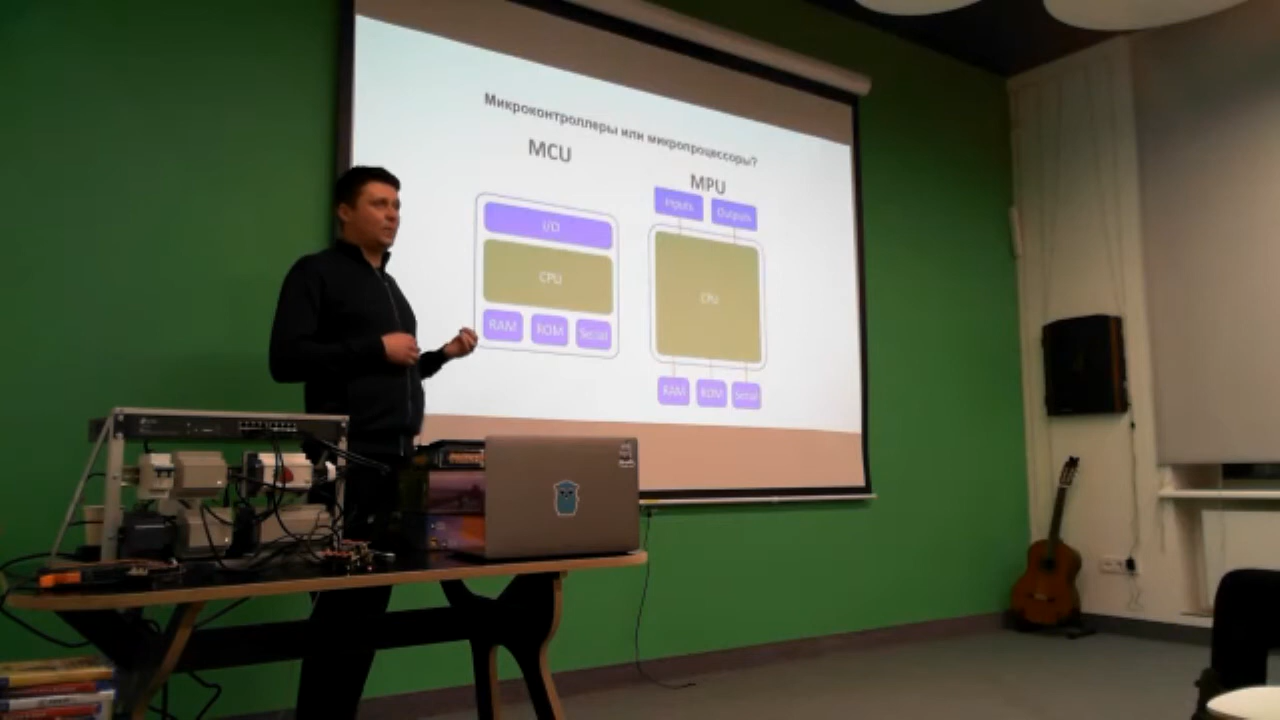 Микроконтроллеры или микропроцессоры?
MCU
MPU
Inputs
Outputs
I/O
CPU
CPU
RAM
ROM
Serial
RAM
ROM
Serial